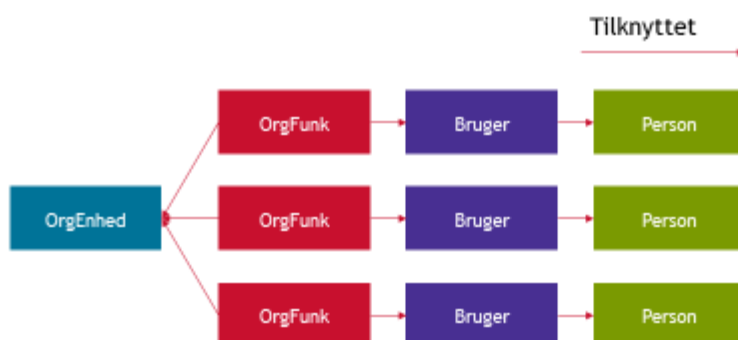 Tilknyttet
OrgFunk Bruger Person
OrgEnhed OrgFunk Bruger Person
OrgFunk Bruger Person